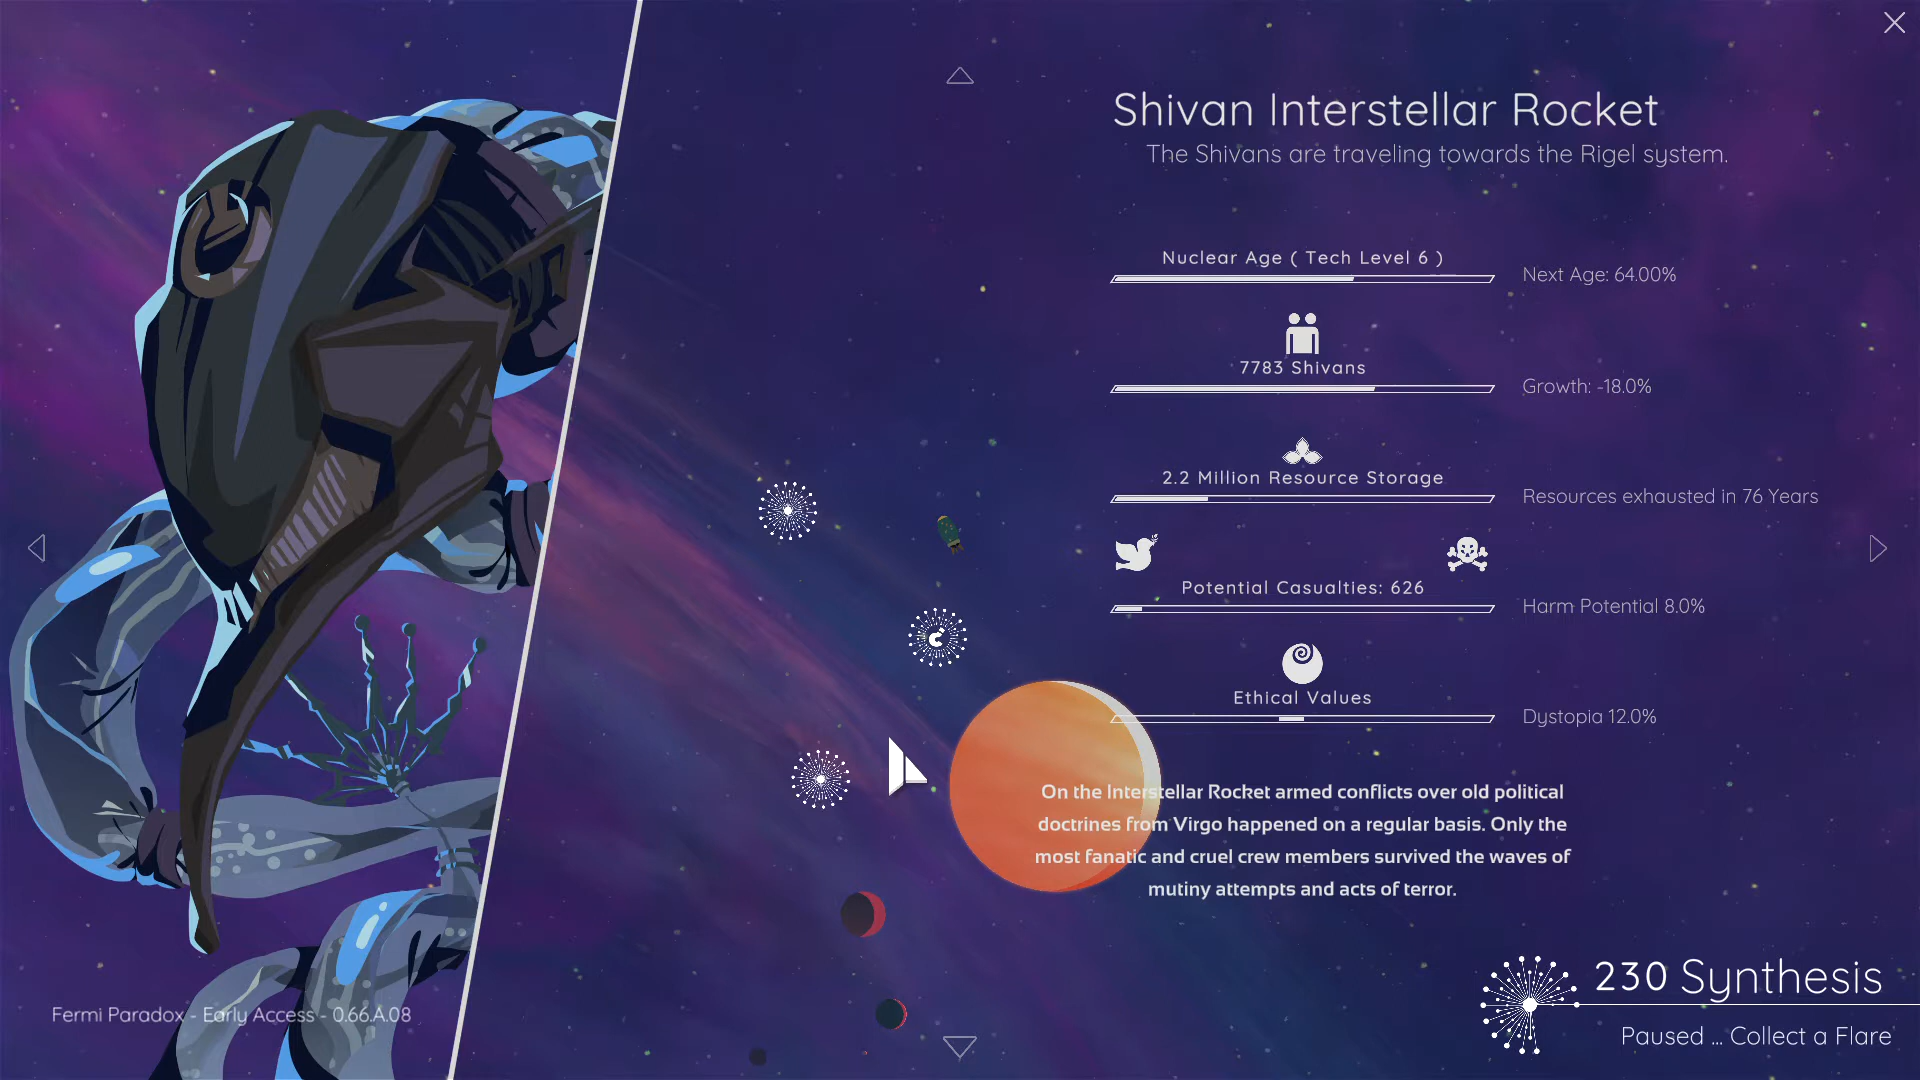 Shivan Interstellar Rocket
The Shivans are traveling towards the Rigel system.
Nuclear Age ( Tech Level 6 )
Next Age: 64.00%
7783 Shivans
Growth: -18.0%
2.2 Million Resource Storage
Resources exhausted in 76 Years
Potential Casualties: 626
Harm Potential 8.0%
Ethical Values
Dystopia 12.0%
On the Interstellar Rocket armed conflicts over old political
doctrines from Virgo happened on a regular basis. Only the
most fanatic and cruel crew members survived the waves of
mutiny attempts and acts of terror.
230 Synthesis
Paused ... Collect a Flare
Fermi Paradox - Early Access - 0.66.A.08